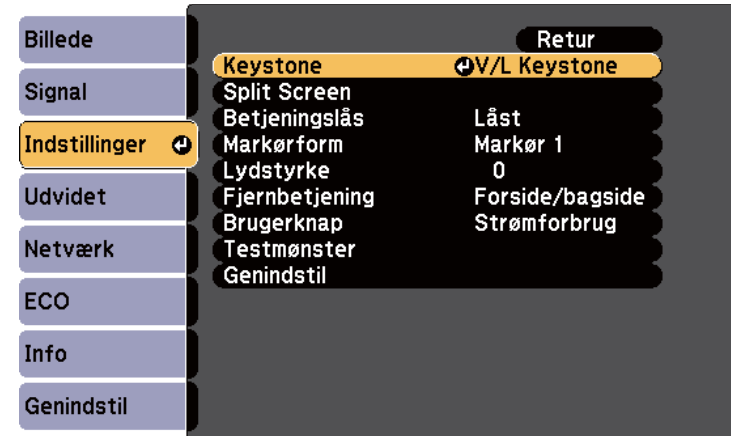 Billede
Signal
Indstillinger
Udvidet
Netværk
ECO
Info
Genindstil
Retur
Keystone V/L Keystone
Split Screen
Betjeningslås Låst
Markørform Markør 1
Lydstyrke 0
Fjernbetjening Forside/bagside
Brugerknap Strømforbrug
Testmønster
Genindstil